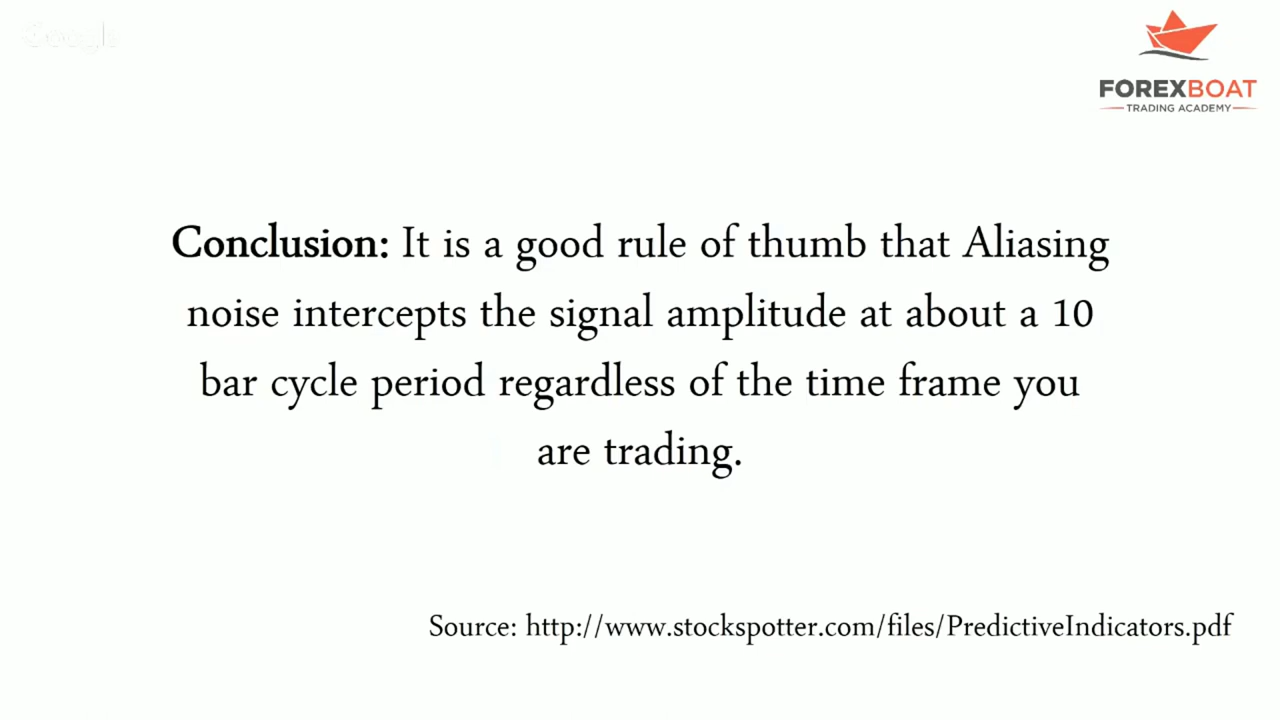 Google
FOREXBOAT
TRADING ACADEMY
Conclusion: It is a good rule of thumb that Aliasing
noise intercepts the signal amplitude at about a 10
bar cycle period regardless of the time frame you
are trading.
Source: http://www.stockspotter.com/files/PredictiveIndicators.pdf